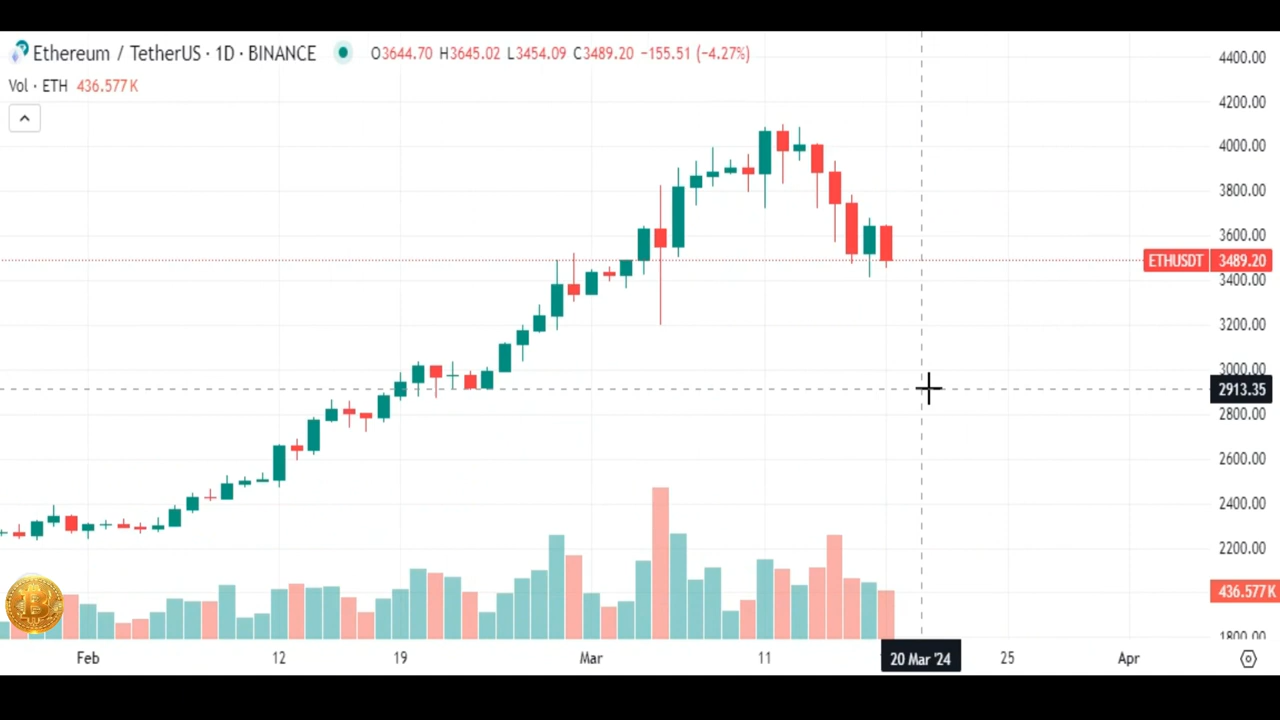 Ethereum / TetherUS · 1D · BINANCE O3644.70 H3645.02 L3454.09 C3489.20 −155.51 (−4.27%)
Vol · ETH 436.577K
4400.00
4200.00
4000.00
3800.00
3600.00
ETHUSDT 3489.20
3400.00
3200.00
3000.00
2913.35
2800.00
2600.00
2400.00
2200.00
436.577K
1800.00
Feb 12 19 Mar 11 20 Mar '24 25 Apr